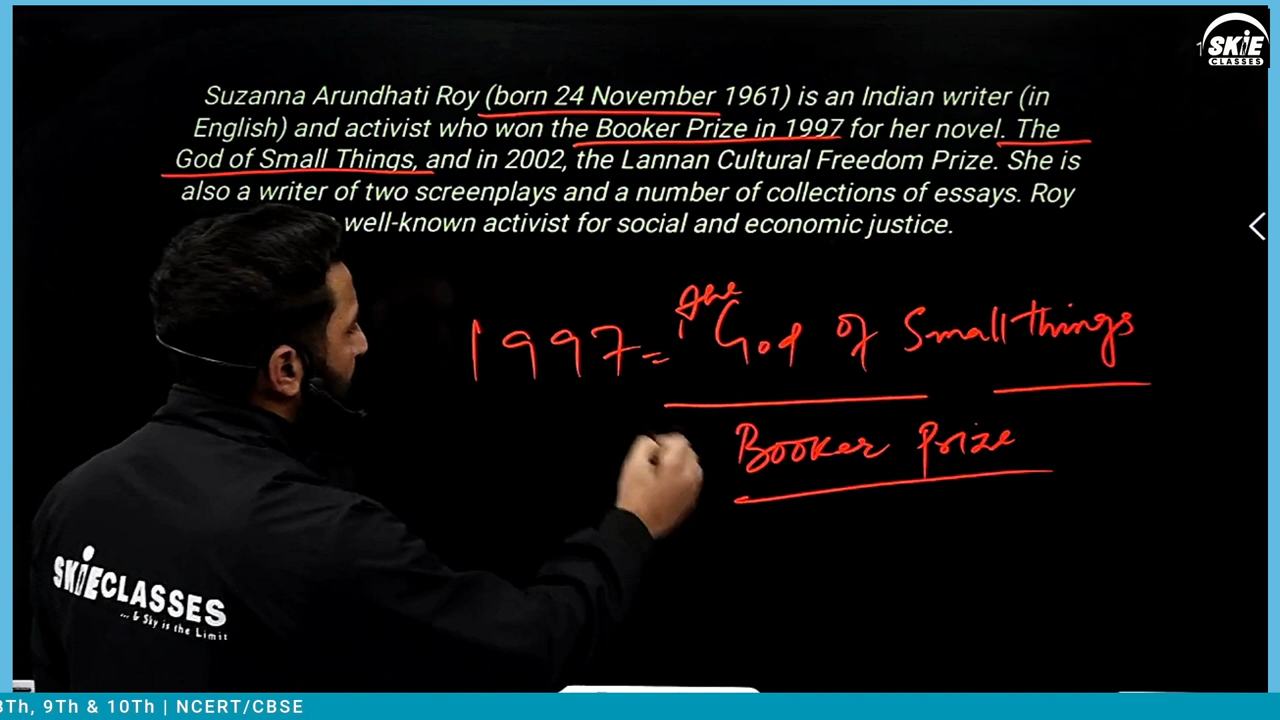 SKiE
CLASSES
Suzanna Arundhati Roy (born 24 November 1961) is an Indian writer (in
English) and activist who won the Booker Prize in 1997 for her novel. The
God of Small Things, and in 2002, the Lannan Cultural Freedom Prize. She is
also a writer of two screenplays and a number of collections of essays. Roy
well-known activist for social and economic justice.
the
1997 = God of Small things
Booker Prize
SKiECLASSES
... & Sky is the Limit
8Th, 9Th & 10Th | NCERT/CBSE